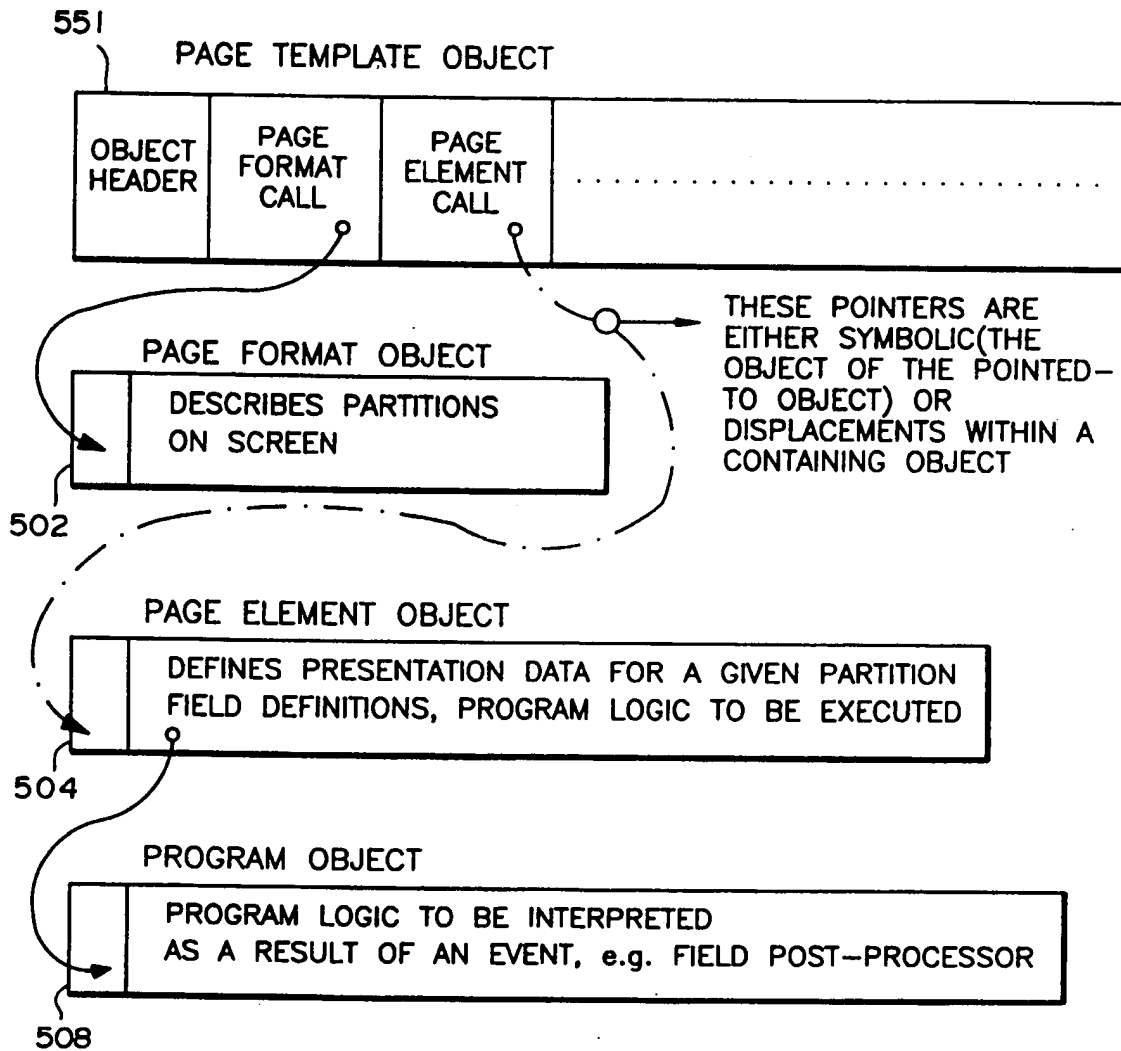 551
PAGE TEMPLATE OBJECT
OBJECT
HEADER
PAGE
FORMAT
CALL
PAGE
ELEMENT
CALL
THESE POINTERS ARE
EITHER SYMBOLIC(THE
OBJECT OF THE POINTED–
TO OBJECT) OR
DISPLACEMENTS WITHIN A
CONTAINING OBJECT
PAGE FORMAT OBJECT
DESCRIBES PARTITIONS
ON SCREEN
502
PAGE ELEMENT OBJECT
DEFINES PRESENTATION DATA FOR A GIVEN PARTITION
FIELD DEFINITIONS, PROGRAM LOGIC TO BE EXECUTED
504
PROGRAM OBJECT
PROGRAM LOGIC TO BE INTERPRETED
AS A RESULT OF AN EVENT, e.g. FIELD POST–PROCESSOR
508